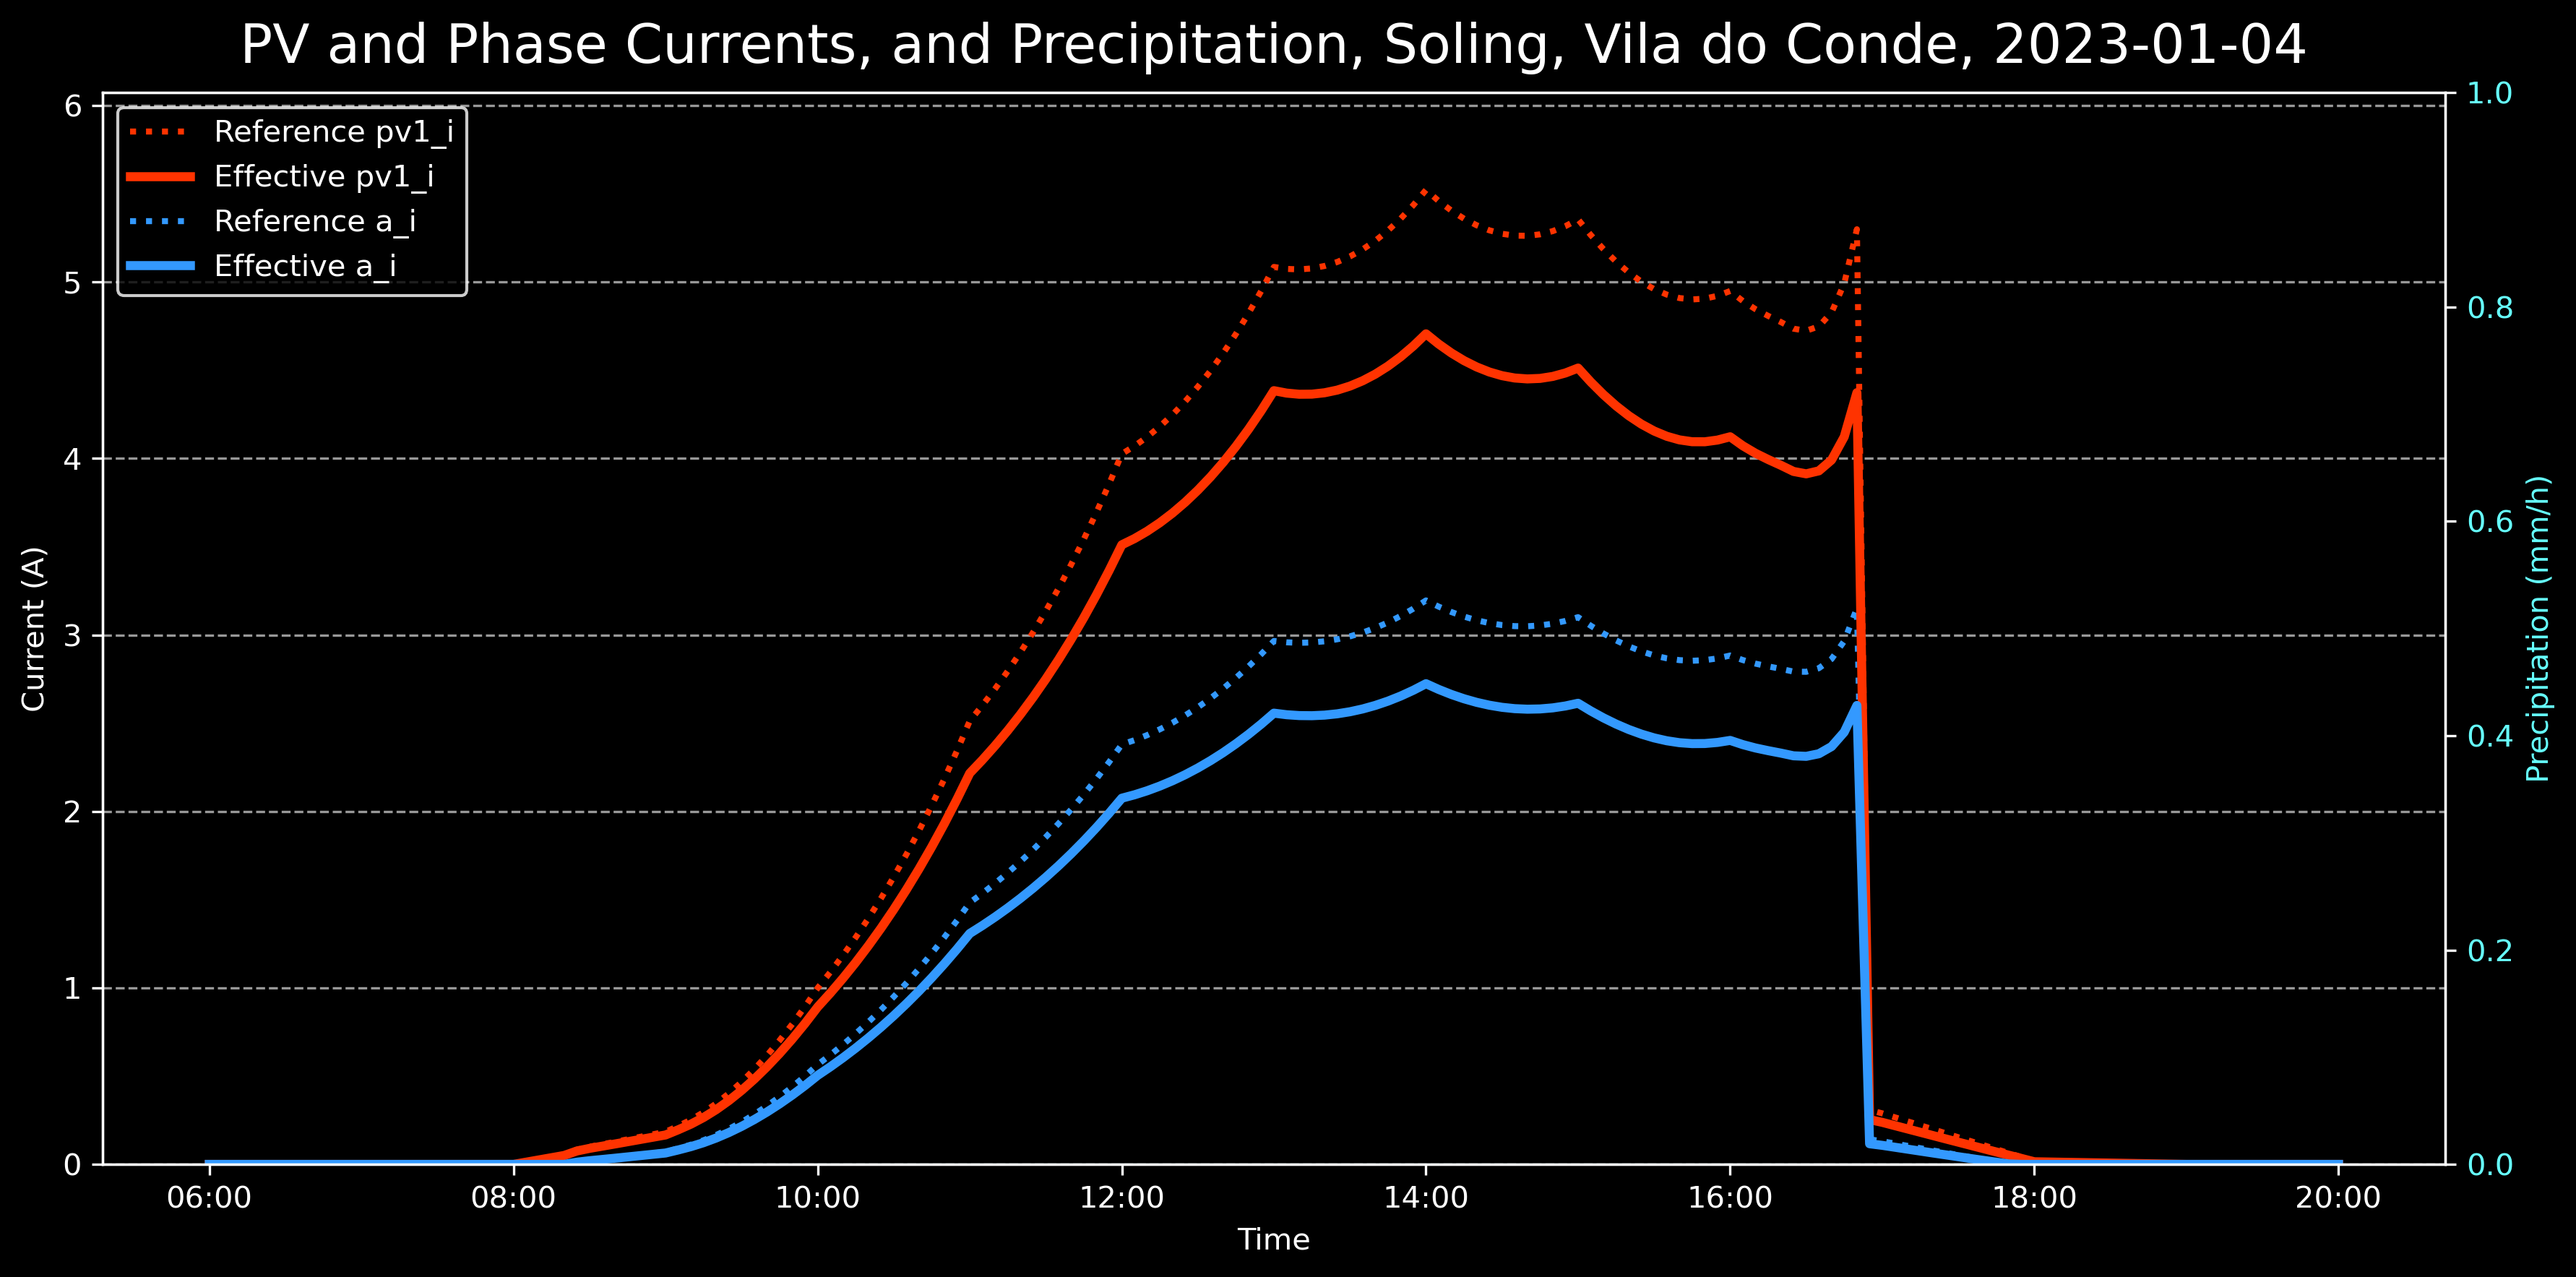 PV and Phase Currents, and Precipitation, Soling, Vila do Conde, 2023-01-04
Reference pv1_i
Effective pv1_i
Reference a_i
Effective a_i
6
5
4
3
2
1
0
Current (A)
1.0
0.8
0.6
0.4
0.2
0.0
Precipitation (mm/h)
06:00 08:00 10:00 12:00 14:00 16:00 18:00 20:00
Time